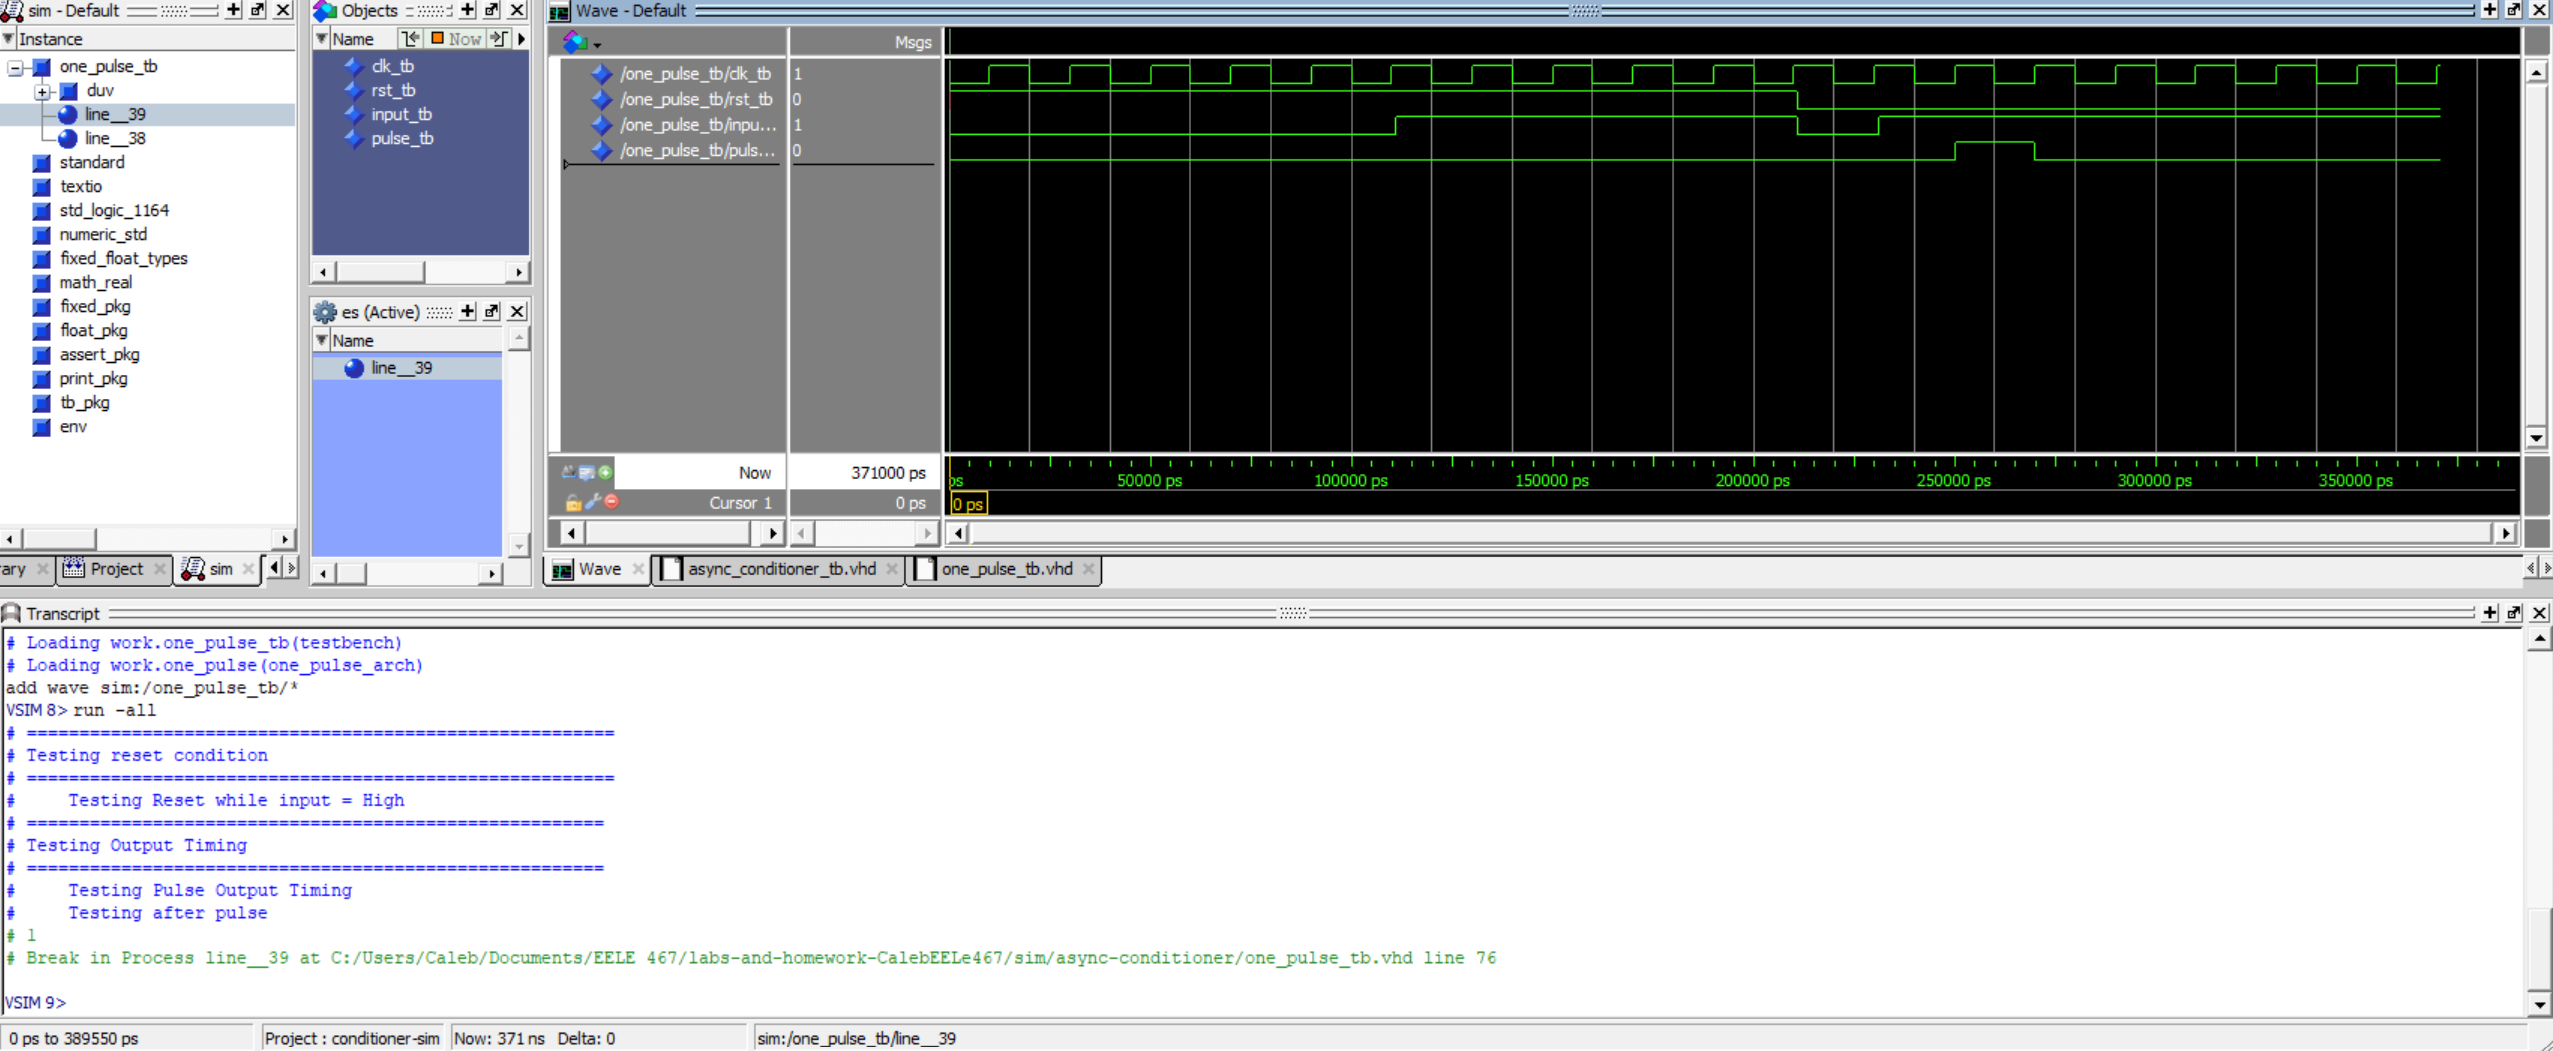 sim - Default
Instance
one_pulse_tb
duv
line__39
line__38
standard
textio
std_logic_1164
numeric_std
fixed_float_types
math_real
fixed_pkg
float_pkg
assert_pkg
print_pkg
tb_pkg
env
rary
Project
sim
Objects
Name
Now
clk_tb
rst_tb
input_tb
pulse_tb
es (Active)
Name
line__39
Wave - Default
Msgs
/one_pulse_tb/clk_tb 1
/one_pulse_tb/rst_tb 0
/one_pulse_tb/inpu... 1
/one_pulse_tb/puls... 0
Now 371000 ps
ps 50000 ps 100000 ps 150000 ps 200000 ps 250000 ps 300000 ps 350000 ps
Cursor 1 0 ps
0 ps
Wave async_conditioner_tb.vhd one_pulse_tb.vhd
Transcript
# Loading work.one_pulse_tb(testbench)
# Loading work.one_pulse(one_pulse_arch)
add wave sim:/one_pulse_tb/*
VSIM 8> run -all
# ========================================================
# Testing reset condition
# ========================================================
#     Testing Reset while input = High
# =======================================================
# Testing Output Timing
# =======================================================
#     Testing Pulse Output Timing
#     Testing after pulse
# 1
# Break in Process line__39 at C:/Users/Caleb/Documents/EELE 467/labs-and-homework-CalebEELe467/sim/async-conditioner/one_pulse_tb.vhd line 76
VSIM 9>
0 ps to 389550 ps
Project : conditioner-sim
Now: 371 ns Delta: 0
sim:/one_pulse_tb/line__39